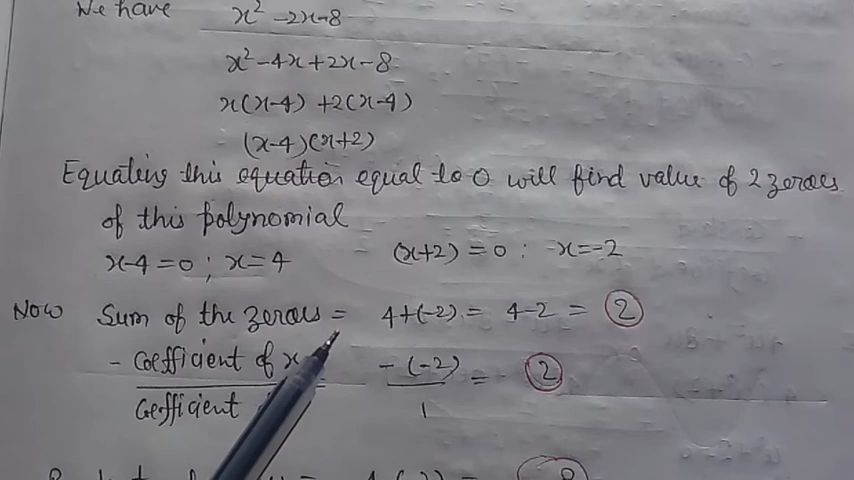 We have x² -2x-8
x² -4x+2x-8
x(x-4) +2(x-4)
(x-4)(x+2)
Equating this equation equal to 0 will find value of 2 zeroes
of this polynomial
x-4=0 ; x=4 (x+2) =0 : x=-2
Now Sum of the zeroes = 4+(-2) = 4-2 = 2
- Coefficient of x - (-2) = 2
Coefficient 1